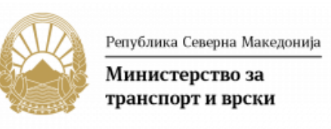 Република Северна Македонија
Министерство за
транспорт и врски